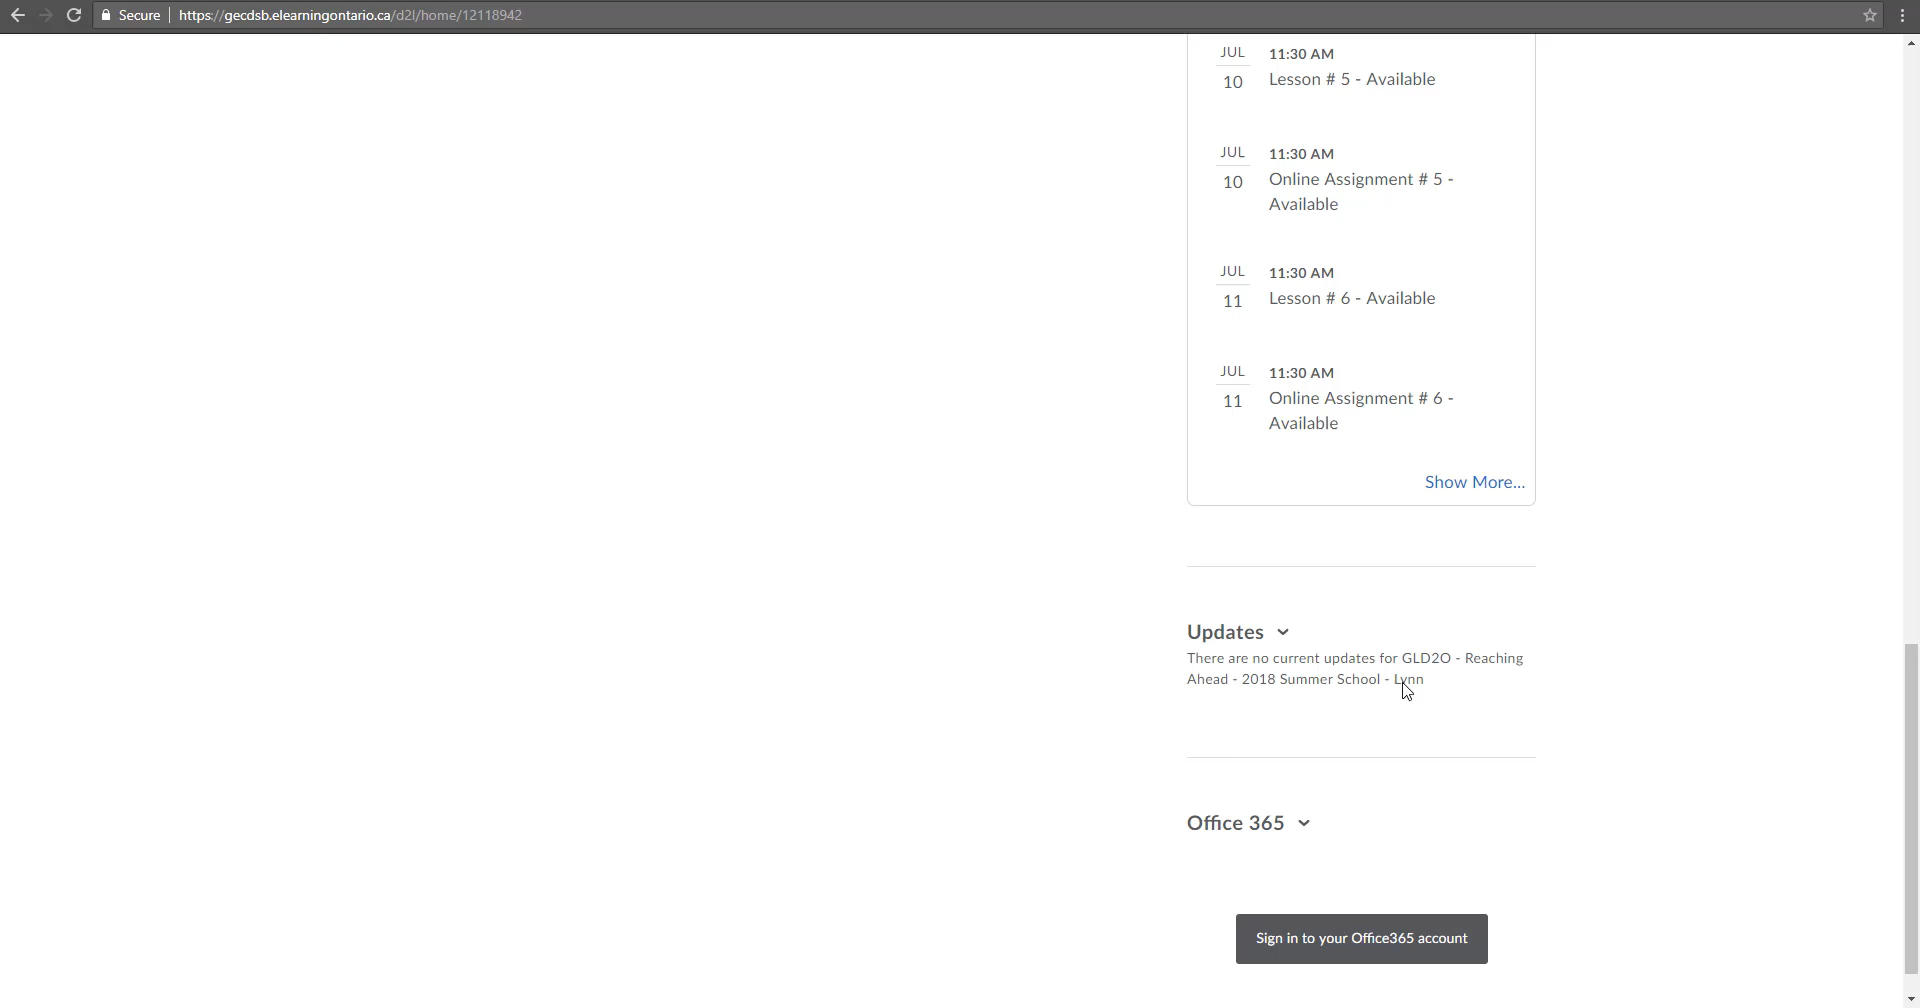 Secure https://gecdsb.elearningontario.ca/d2l/home/12118942
JUL 11:30 AM
10 Lesson # 5 - Available
JUL 11:30 AM
10 Online Assignment # 5 -
Available
JUL 11:30 AM
11 Lesson # 6 - Available
JUL 11:30 AM
11 Online Assignment # 6 -
Available
Show More...
Updates
There are no current updates for GLD2O - Reaching
Ahead - 2018 Summer School - Lynn
Office 365
Sign in to your Office365 account